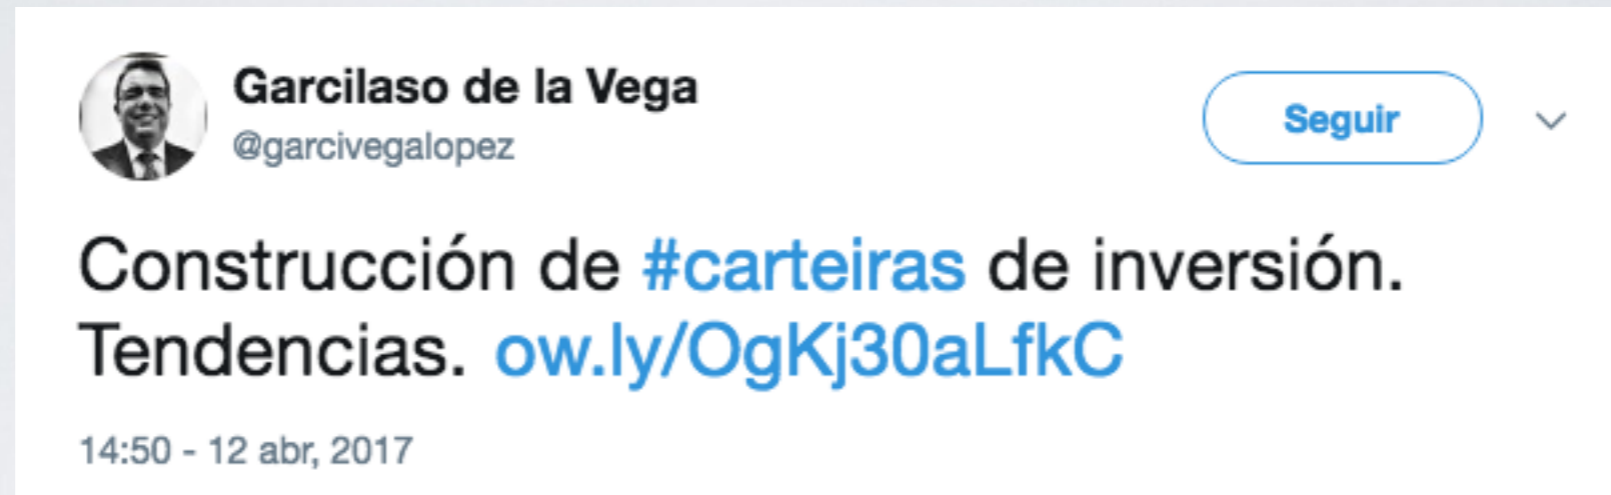 Garcilaso de la Vega
@garcivegalopez
Seguir
Construcción de #carteiras de inversión.
Tendencias. ow.ly/OgKj30aLfkC
14:50 - 12 abr, 2017